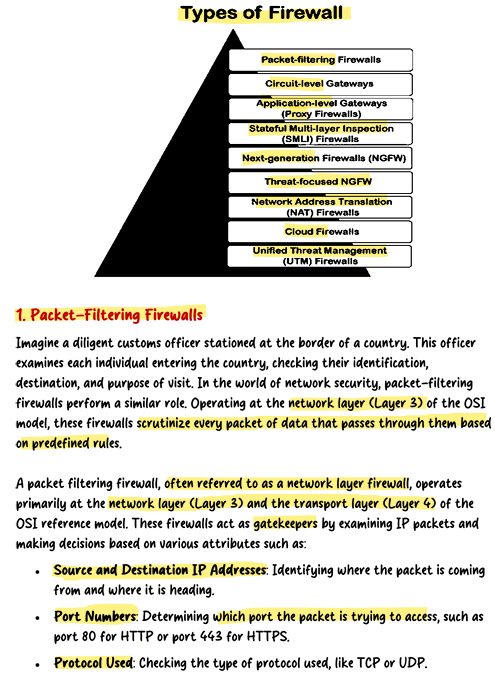 Types of Firewall
Packet-filtering Firewalls
Circuit-level Gateways
Application-level Gateways
(Proxy Firewalls)
Stateful Multi-layer Inspection
(SMLI) Firewalls
Next-generation Firewalls (NGFW)
Threat-focused NGFW
Network Address Translation
(NAT) Firewalls
Cloud Firewalls
Unified Threat Management
(UTM) Firewalls
1. Packet-Filtering Firewalls
Imagine a diligent customs officer stationed at the border of a country. This officer
examines each individual entering the country, checking their identification,
destination, and purpose of visit. In the world of network security, packet-filtering
firewalls perform a similar role. Operating at the network layer (Layer 3) of the OSI
model, these firewalls scrutinize every packet of data that passes through them based
on predefined rules.
A packet filtering firewall, often referred to as a network layer firewall, operates
primarily at the network layer (Layer 3) and the transport layer (Layer 4) of the
OSI reference model. These firewalls act as gatekeepers by examining IP packets and
making decisions based on various attributes such as:
• Source and Destination IP Addresses: Identifying where the packet is coming
from and where it is heading.
• Port Numbers: Determining which port the packet is trying to access, such as
port 80 for HTTP or port 443 for HTTPS.
• Protocol Used: Checking the type of protocol used, like TCP or UDP.